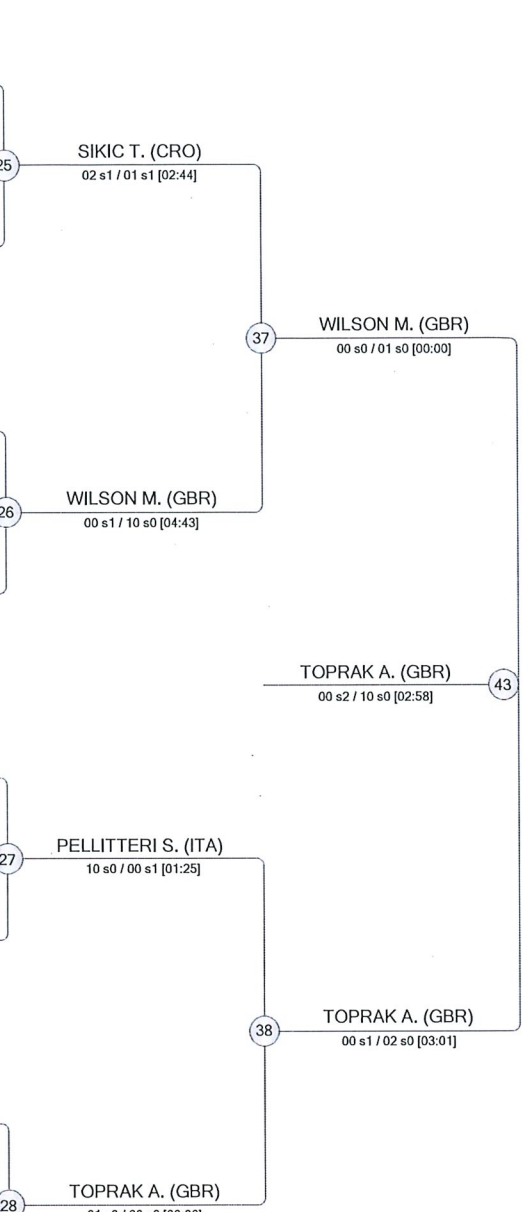 25
SIKIC T. (CRO)
02 s1 / 01 s1 [02:44]
37
WILSON M. (GBR)
00 s0 / 01 s0 [00:00]
26
WILSON M. (GBR)
00 s1 / 10 s0 [04:43]
TOPRAK A. (GBR)
00 s2 / 10 s0 [02:58]
43
27
PELLITTERI S. (ITA)
10 s0 / 00 s1 [01:25]
38
TOPRAK A. (GBR)
00 s1 / 02 s0 [03:01]
28
TOPRAK A. (GBR)